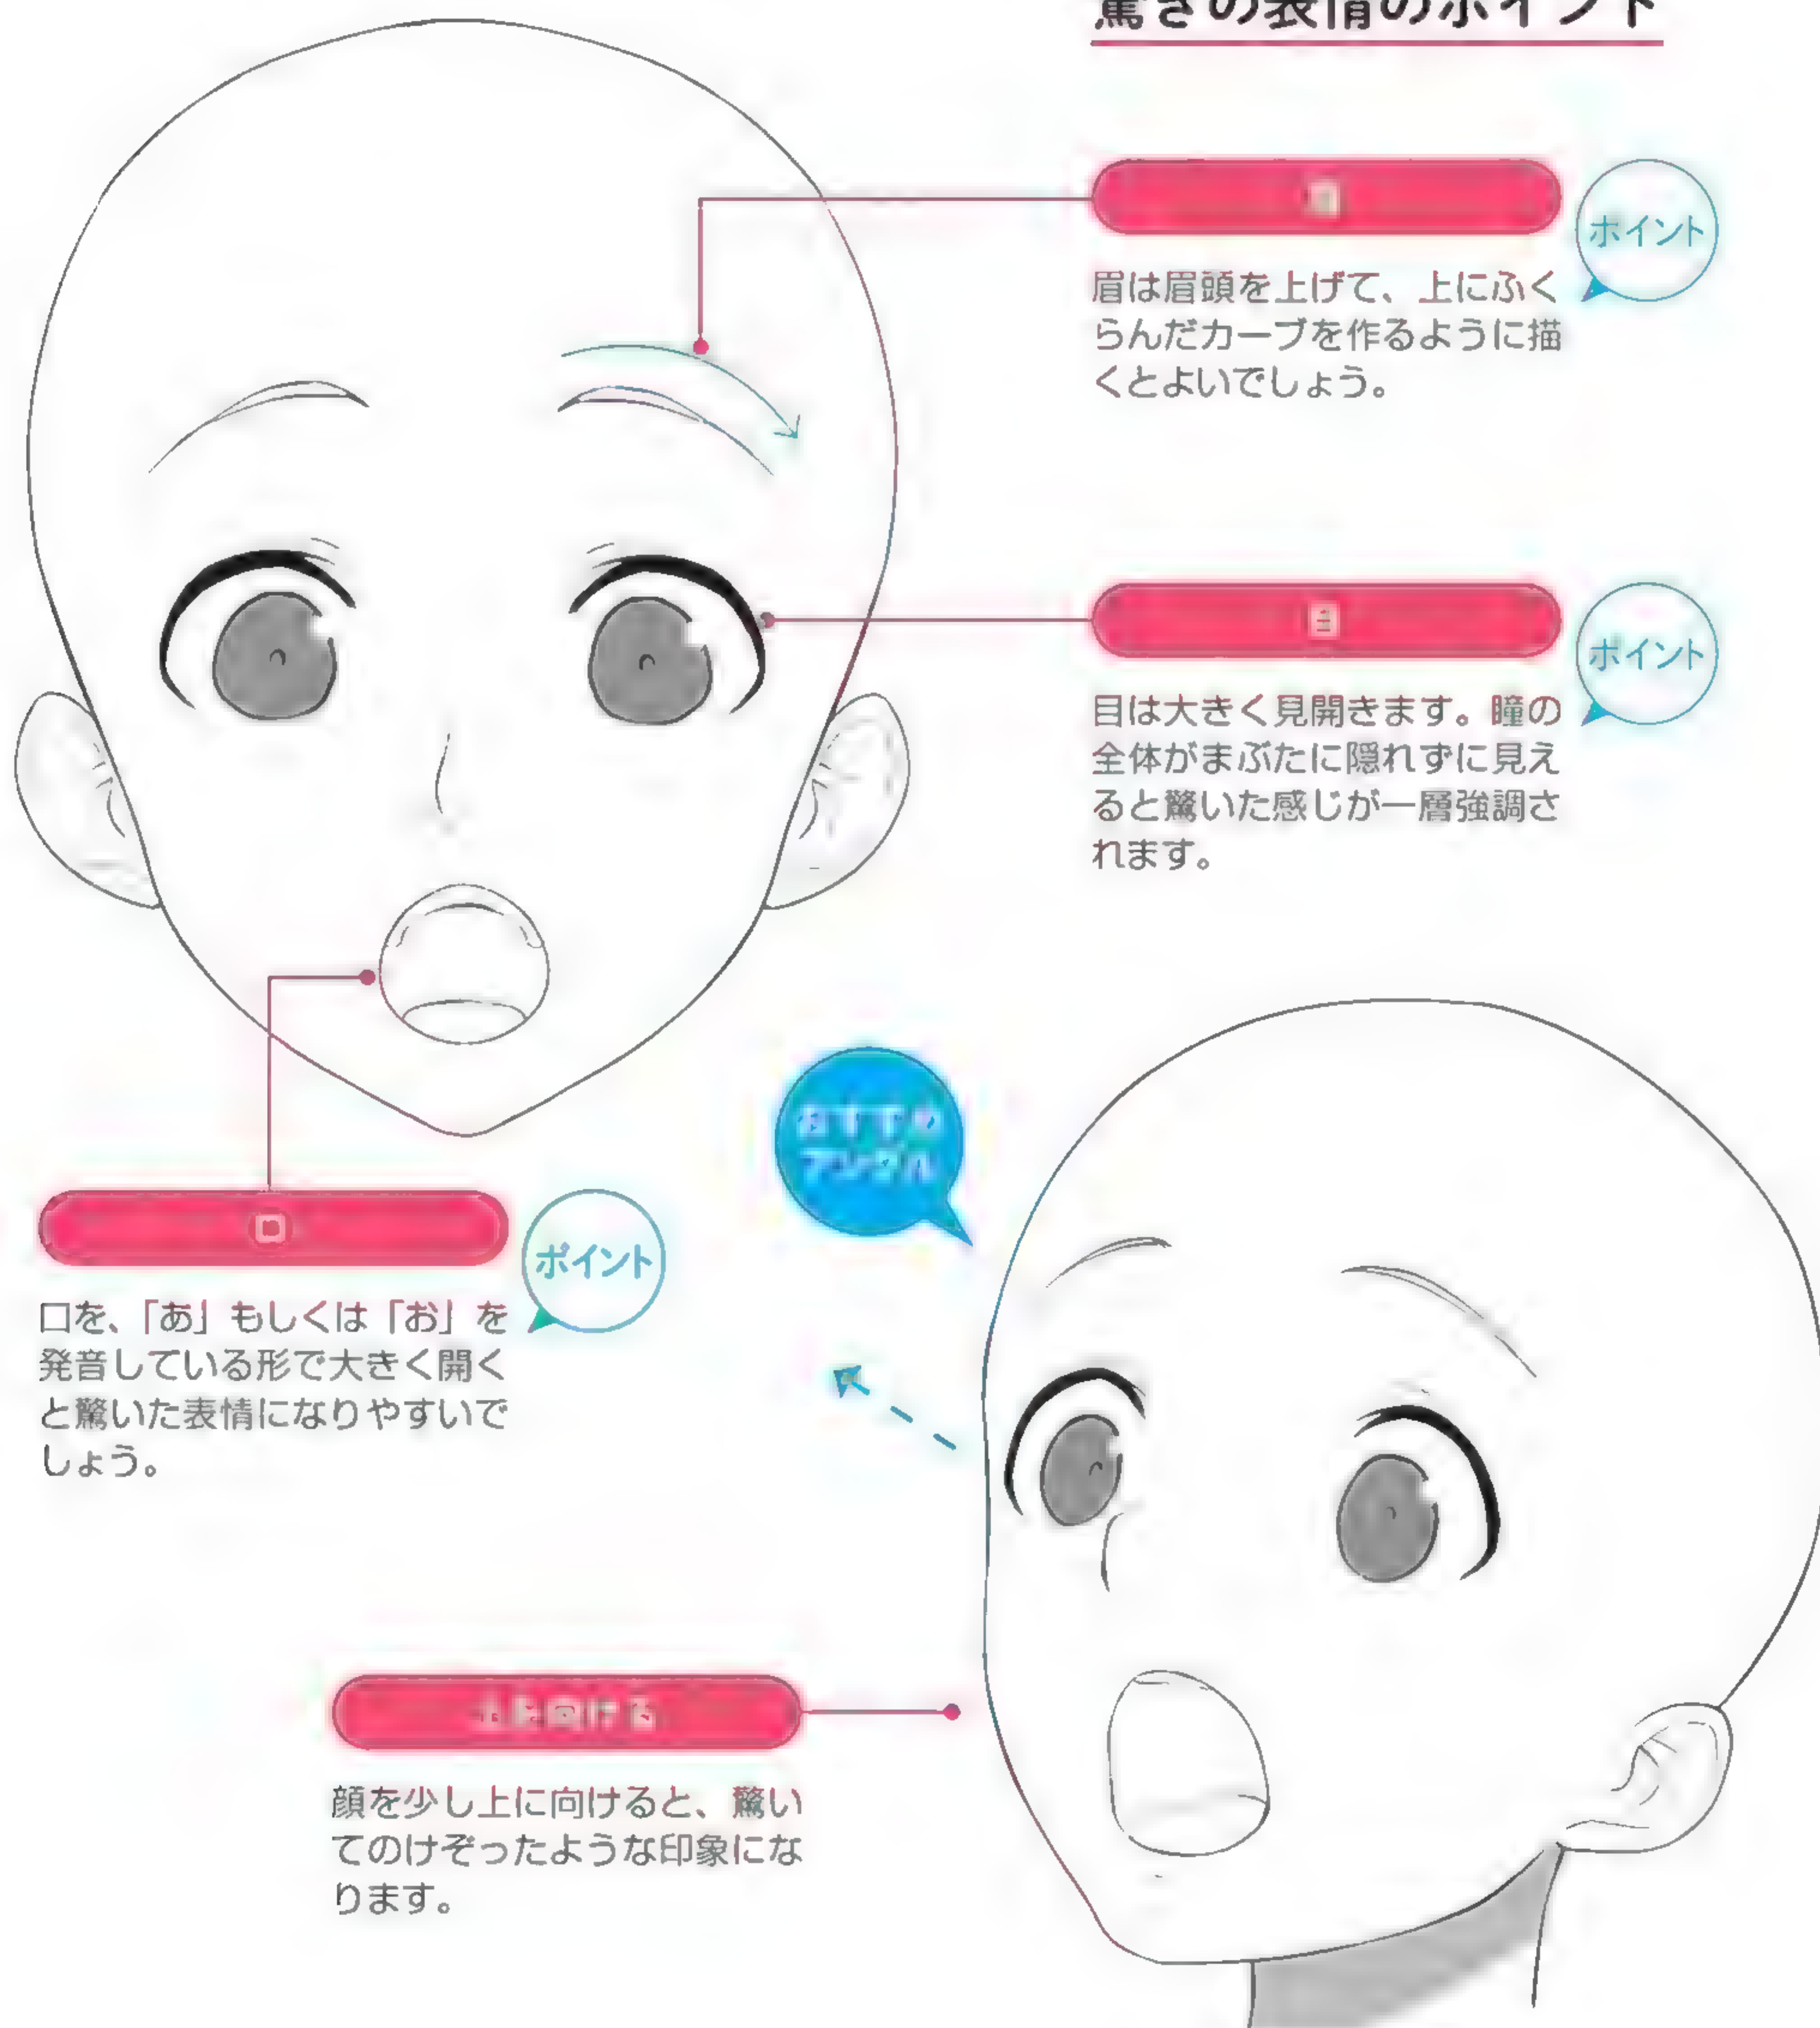 驚きの表情のポイント
眉
ポイント
眉は眉頭を上げて、上にふく
らんだカーブを作るように描
くとよいでしょう。
目
ポイント
目は大きく見開きます。瞳の
全体がまぶたに隠れずに見え
ると驚いた感じが一層強調さ
れます。
口
ポイント
口を、「あ」もしくは「お」を
発音している形で大きく開く
と驚いた表情になりやすいで
しょう。
おすすめ
アングル
上に向ける
顔を少し上に向けると、驚い
てのけぞったような印象にな
ります。